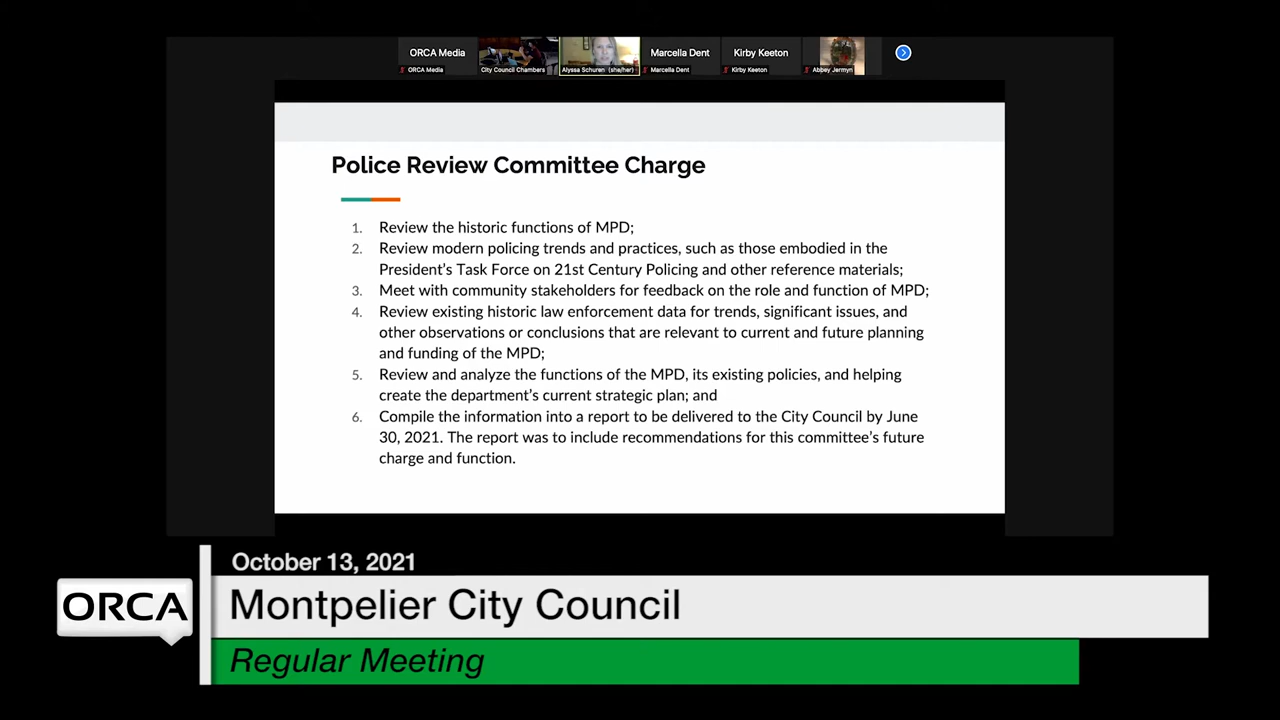 ORCA Media
Marcella Dent
Kirby Keeton
ORCA Media
City Council Chambers
Alyssa Schuren (she/her)
Marcella Dent
Kirby Keeton
Abbey Jermyn
Police Review Committee Charge
1. Review the historic functions of MPD;
2. Review modern policing trends and practices, such as those embodied in the
President's Task Force on 21st Century Policing and other reference materials;
3. Meet with community stakeholders for feedback on the role and function of MPD;
4. Review existing historic law enforcement data for trends, significant issues, and
other observations or conclusions that are relevant to current and future planning
and funding of the MPD;
5. Review and analyze the functions of the MPD, its existing policies, and helping
create the department's current strategic plan; and
6. Compile the information into a report to be delivered to the City Council by June
30, 2021. The report was to include recommendations for this committee's future
charge and function.
October 13, 2021
ORCA
Montpelier City Council
Regular Meeting